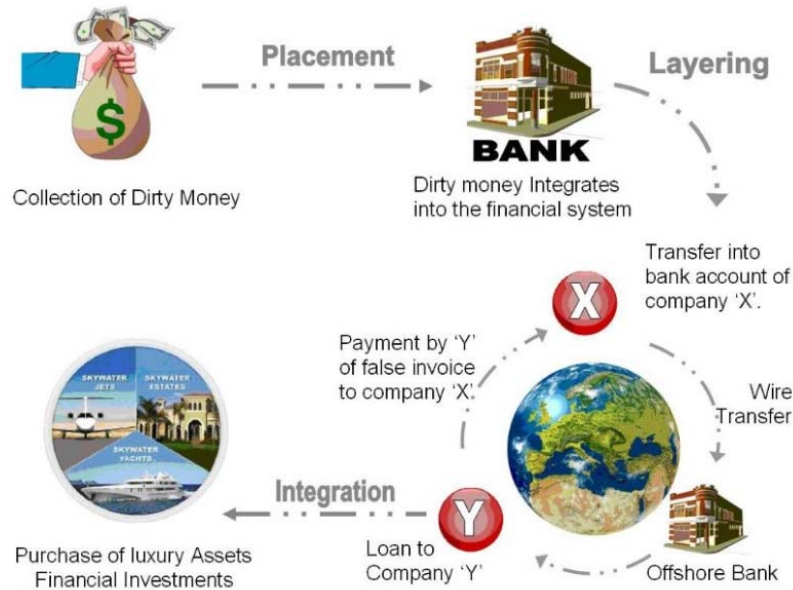 Placement
Layering
$
BANK
Collection of Dirty Money
Dirty money Integrates
into the financial system
Transfer into
bank account of
company 'X'.
X
Payment by 'Y'
of false invoice
to company 'X'.
Wire
Transfer
SKYWATER
JETS
SKYWATER
ESTATES
SKYWATER
YACHTS
Integration
Y
Purchase of luxury Assets
Financial Investments
Loan to
Company 'Y'
Offshore Bank